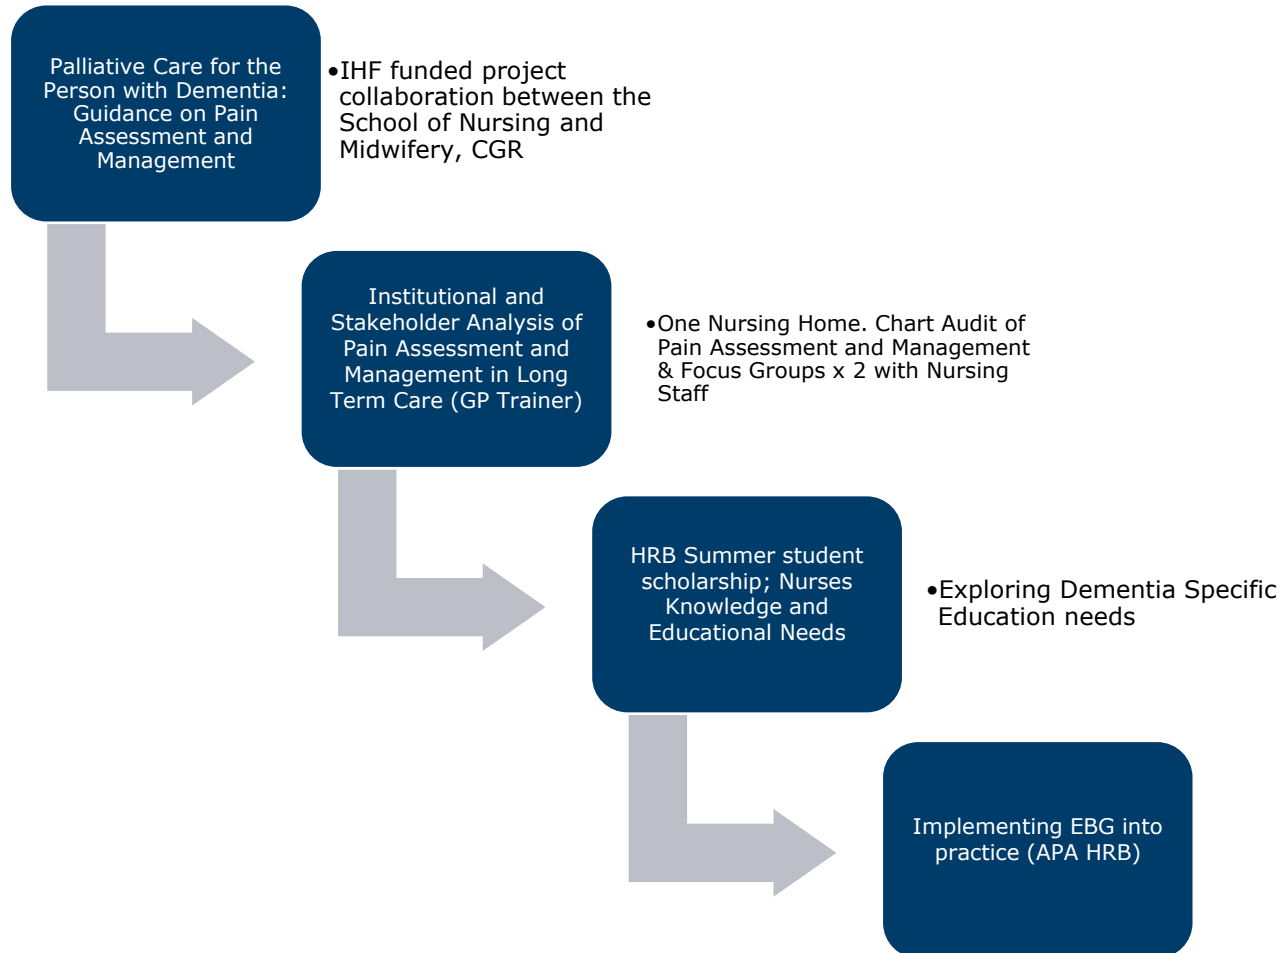 Palliative Care for the
Person with Dementia:
Guidance on Pain
Assessment and
Management
•IHF funded project
collaboration between the
School of Nursing and
Midwifery, CGR
Institutional and
Stakeholder Analysis of
Pain Assessment and
Management in Long
Term Care (GP Trainer)
•One Nursing Home. Chart Audit of
Pain Assessment and Management
& Focus Groups x 2 with Nursing
Staff
HRB Summer student
scholarship; Nurses
Knowledge and
Educational Needs
•Exploring Dementia Specific
Education needs
Implementing EBG into
practice (APA HRB)